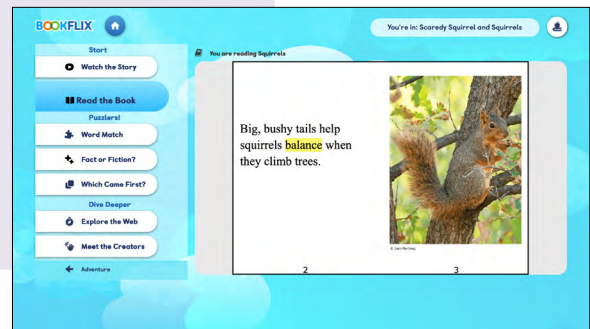 BOOKFLIX
You're in: Scaredy Squirrel and Squirrels
Start
Watch the Story
Read the Book
Puzzlers!
Word Match
Fact or Fiction?
Which Came First?
Dive Deeper
Explore the Web
Meet the Creators
Adventure
You are reading Squirrels
Big, bushy tails help
squirrels balance when
they climb trees.
2
3